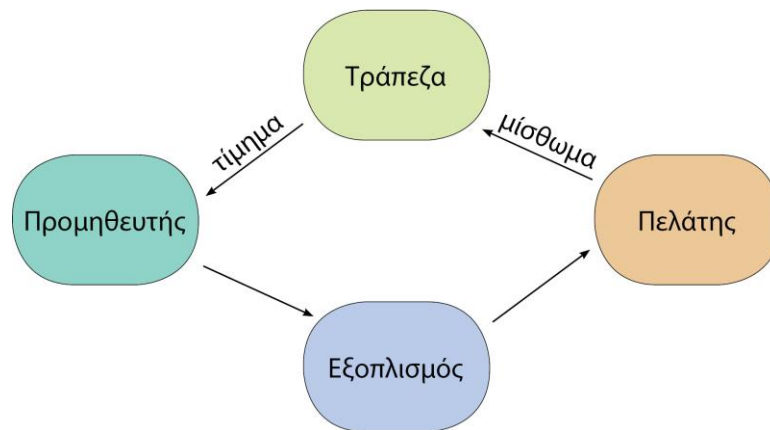 Τράπεζα
τίμημα
μίσθωμα
Προμηθευτής
Πελάτης
Εξοπλισμός